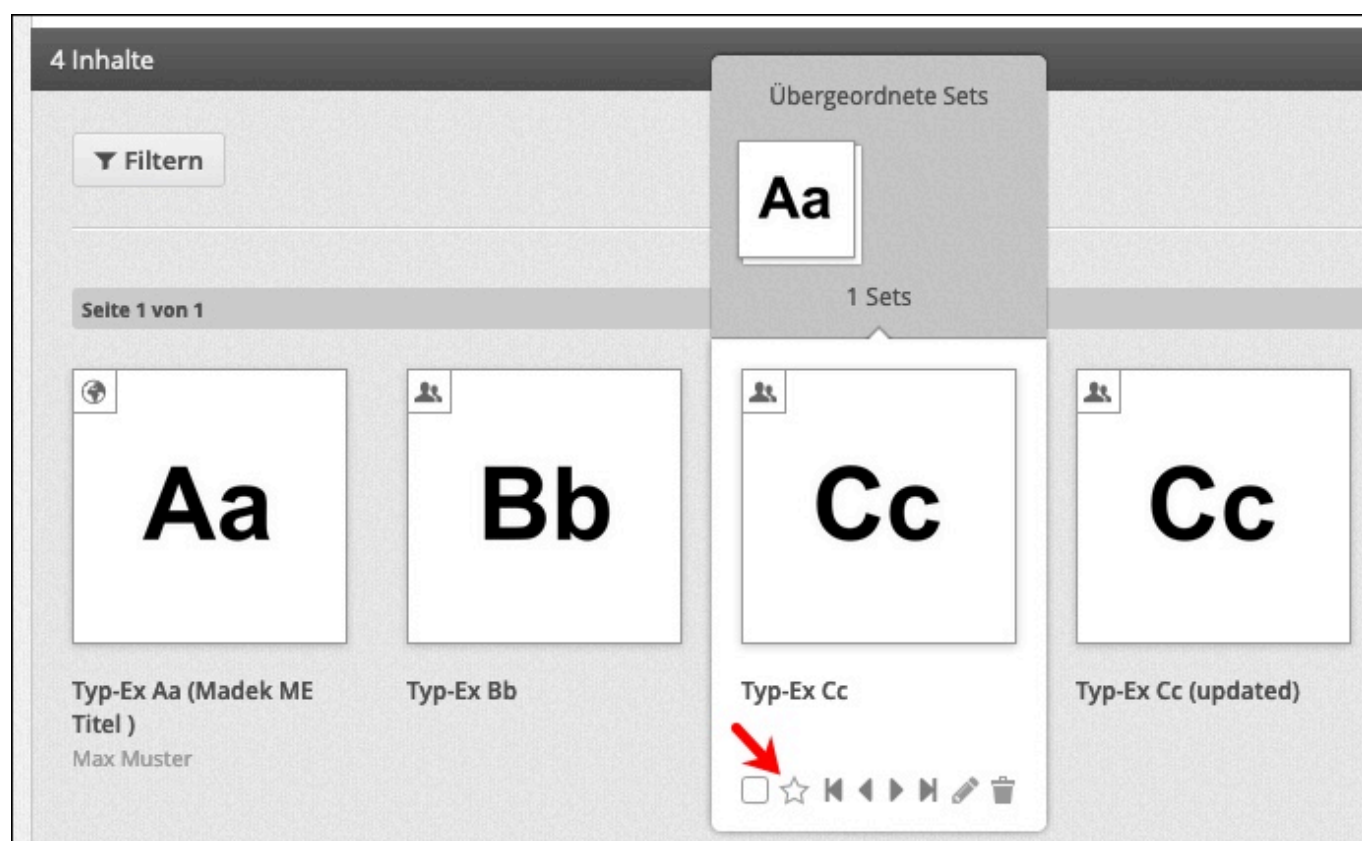 4 Inhalte
Übergeordnete Sets
Filtern
Aa
1 Sets
Seite 1 von 1
Aa
Bb
Cc
Cc
Typ-Ex Aa (Madek ME
Titel )
Max Muster
Typ-Ex Bb
Typ-Ex Cc
Typ-Ex Cc (updated)